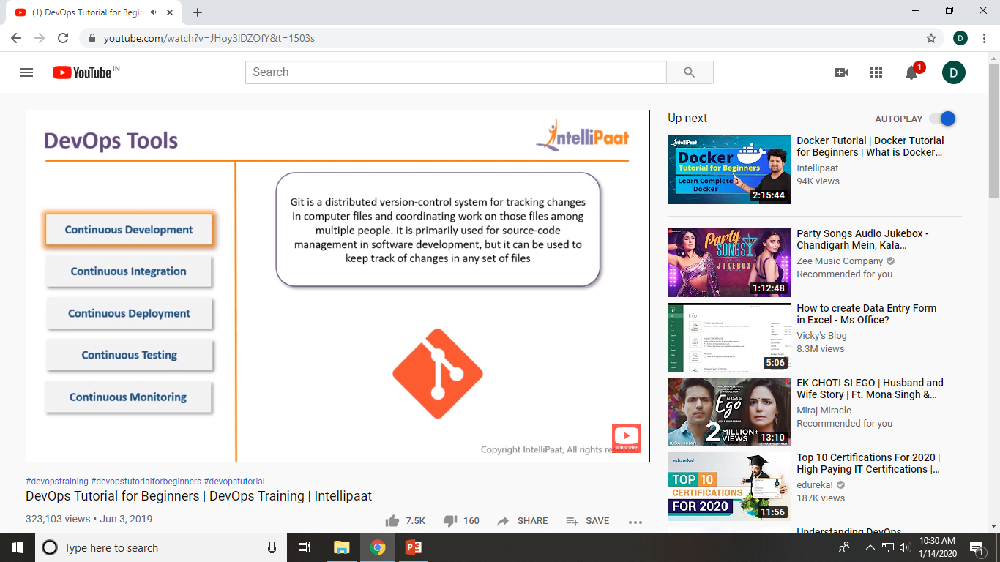 (1) DevOps Tutorial for Begin
youtube.com/watch?v=JHoy3lDZOfY&t=1503s
D
YouTube IN
Search
1
D
DevOps Tools
IntelliPaat
Continuous Development
Continuous Integration
Continuous Deployment
Continuous Testing
Continuous Monitoring
Git is a distributed version-control system for tracking changes
in computer files and coordinating work on those files among
multiple people. It is primarily used for source-code
management in software development, but it can be used to
keep track of changes in any set of files
Copyright IntelliPaat, All rights
SUBSCRIBE
#devopstraining #devopstutorialforbeginners #devopstutorial
DevOps Tutorial for Beginners | DevOps Training | Intellipaat
323,103 views • Jun 3, 2019
7.5K 160 SHARE SAVE
Up next
AUTOPLAY
IntelliPaat
Docker
Tutorial for Beginners
Learn Complete
Docker
2:15:44
Docker Tutorial | Docker Tutorial
for Beginners | What is Docker...
Intellipaat
94K views
Party
SONGS
JUKEBOX
1:12:48
Party Songs Audio Jukebox -
Chandigarh Mein, Kala...
Zee Music Company
Recommended for you
Info
5:06
How to create Data Entry Form
in Excel - Ms Office?
Vicky's Blog
8.3M views
Ego
2 MILLION+
VIEWS
IQBAL KHAN
13:10
EK CHOTI SI EGO | Husband and
Wife Story | Ft. Mona Singh &...
Miraj Miracle
Recommended for you
edureka!
TOP 10
CERTIFICATIONS
FOR 2020
11:56
Top 10 Certifications For 2020 |
High Paying IT Certifications |...
edureka!
187K views
Understanding DevOps
Type here to search
10:30 AM
1/14/2020
1